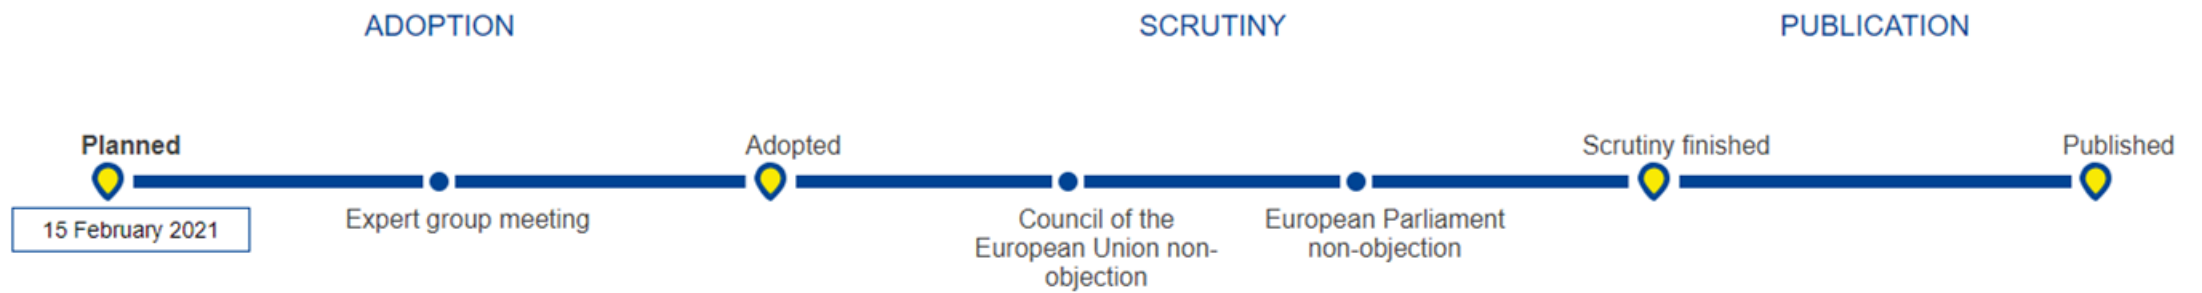 ADOPTION
SCRUTINY
PUBLICATION
Planned
Adopted
Scrutiny finished
Published
15 February 2021
Expert group meeting
Council of the
European Union non-
objection
European Parliament
non-objection